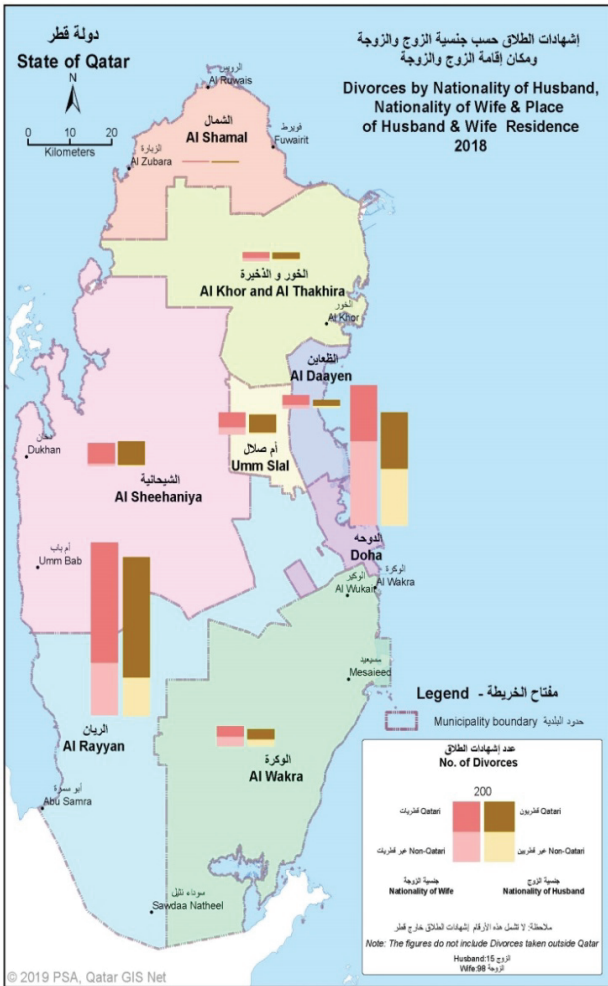 دولة قطر
State of Qatar
N
0 10 20
Kilometers
إشهادات الطلاق حسب جنسية الزوج والزوجة
ومكان إقامة الزوج والزوجة
Divorces by Nationality of Husband,
Nationality of Wife & Place
of Husband & Wife Residence
2018
الرويس
Al Ruwais
الشمال
Al Shamal
فويرط
Fuwairit
الزبارة
Al Zubara
الخور و الذخيرة
Al Khor and Al Thakhira
الخور
Al Khor
الظعاين
Al Daayen
أم صلال
Umm Slal
دخان
Dukhan
الشيحانية
Al Sheehaniya
الدوحه
Doha
أم باب
Umm Bab
الوكير
Al Wukair
الوكرة
Al Wakra
مسيعيد
Mesaieed
الريان
Al Rayyan
الوكرة
Al Wakra
أبو سمرة
Abu Samra
سوداء نثيل
Sawdaa Natheel
Legend - مفتاح الخريطة
Municipality boundary حدود البلدية
عدد إشهادات الطلاق
No. of Divorces
200
قطريات Qatari
قطريون Qatari
غير قطريات Non-Qatari
غير قطريين Non-Qatari
جنسية الزوجة
Nationality of Wife
جنسية الزوج
Nationality of Husband
ملاحظة: لا تشمل هذه الأرقام إشهادات الطلاق خارج قطر
Note: The figures do not include Divorces taken outside Qatar
Husband:15 الزوج
Wife:98 الزوجة
© 2019 PSA, Qatar GIS Net